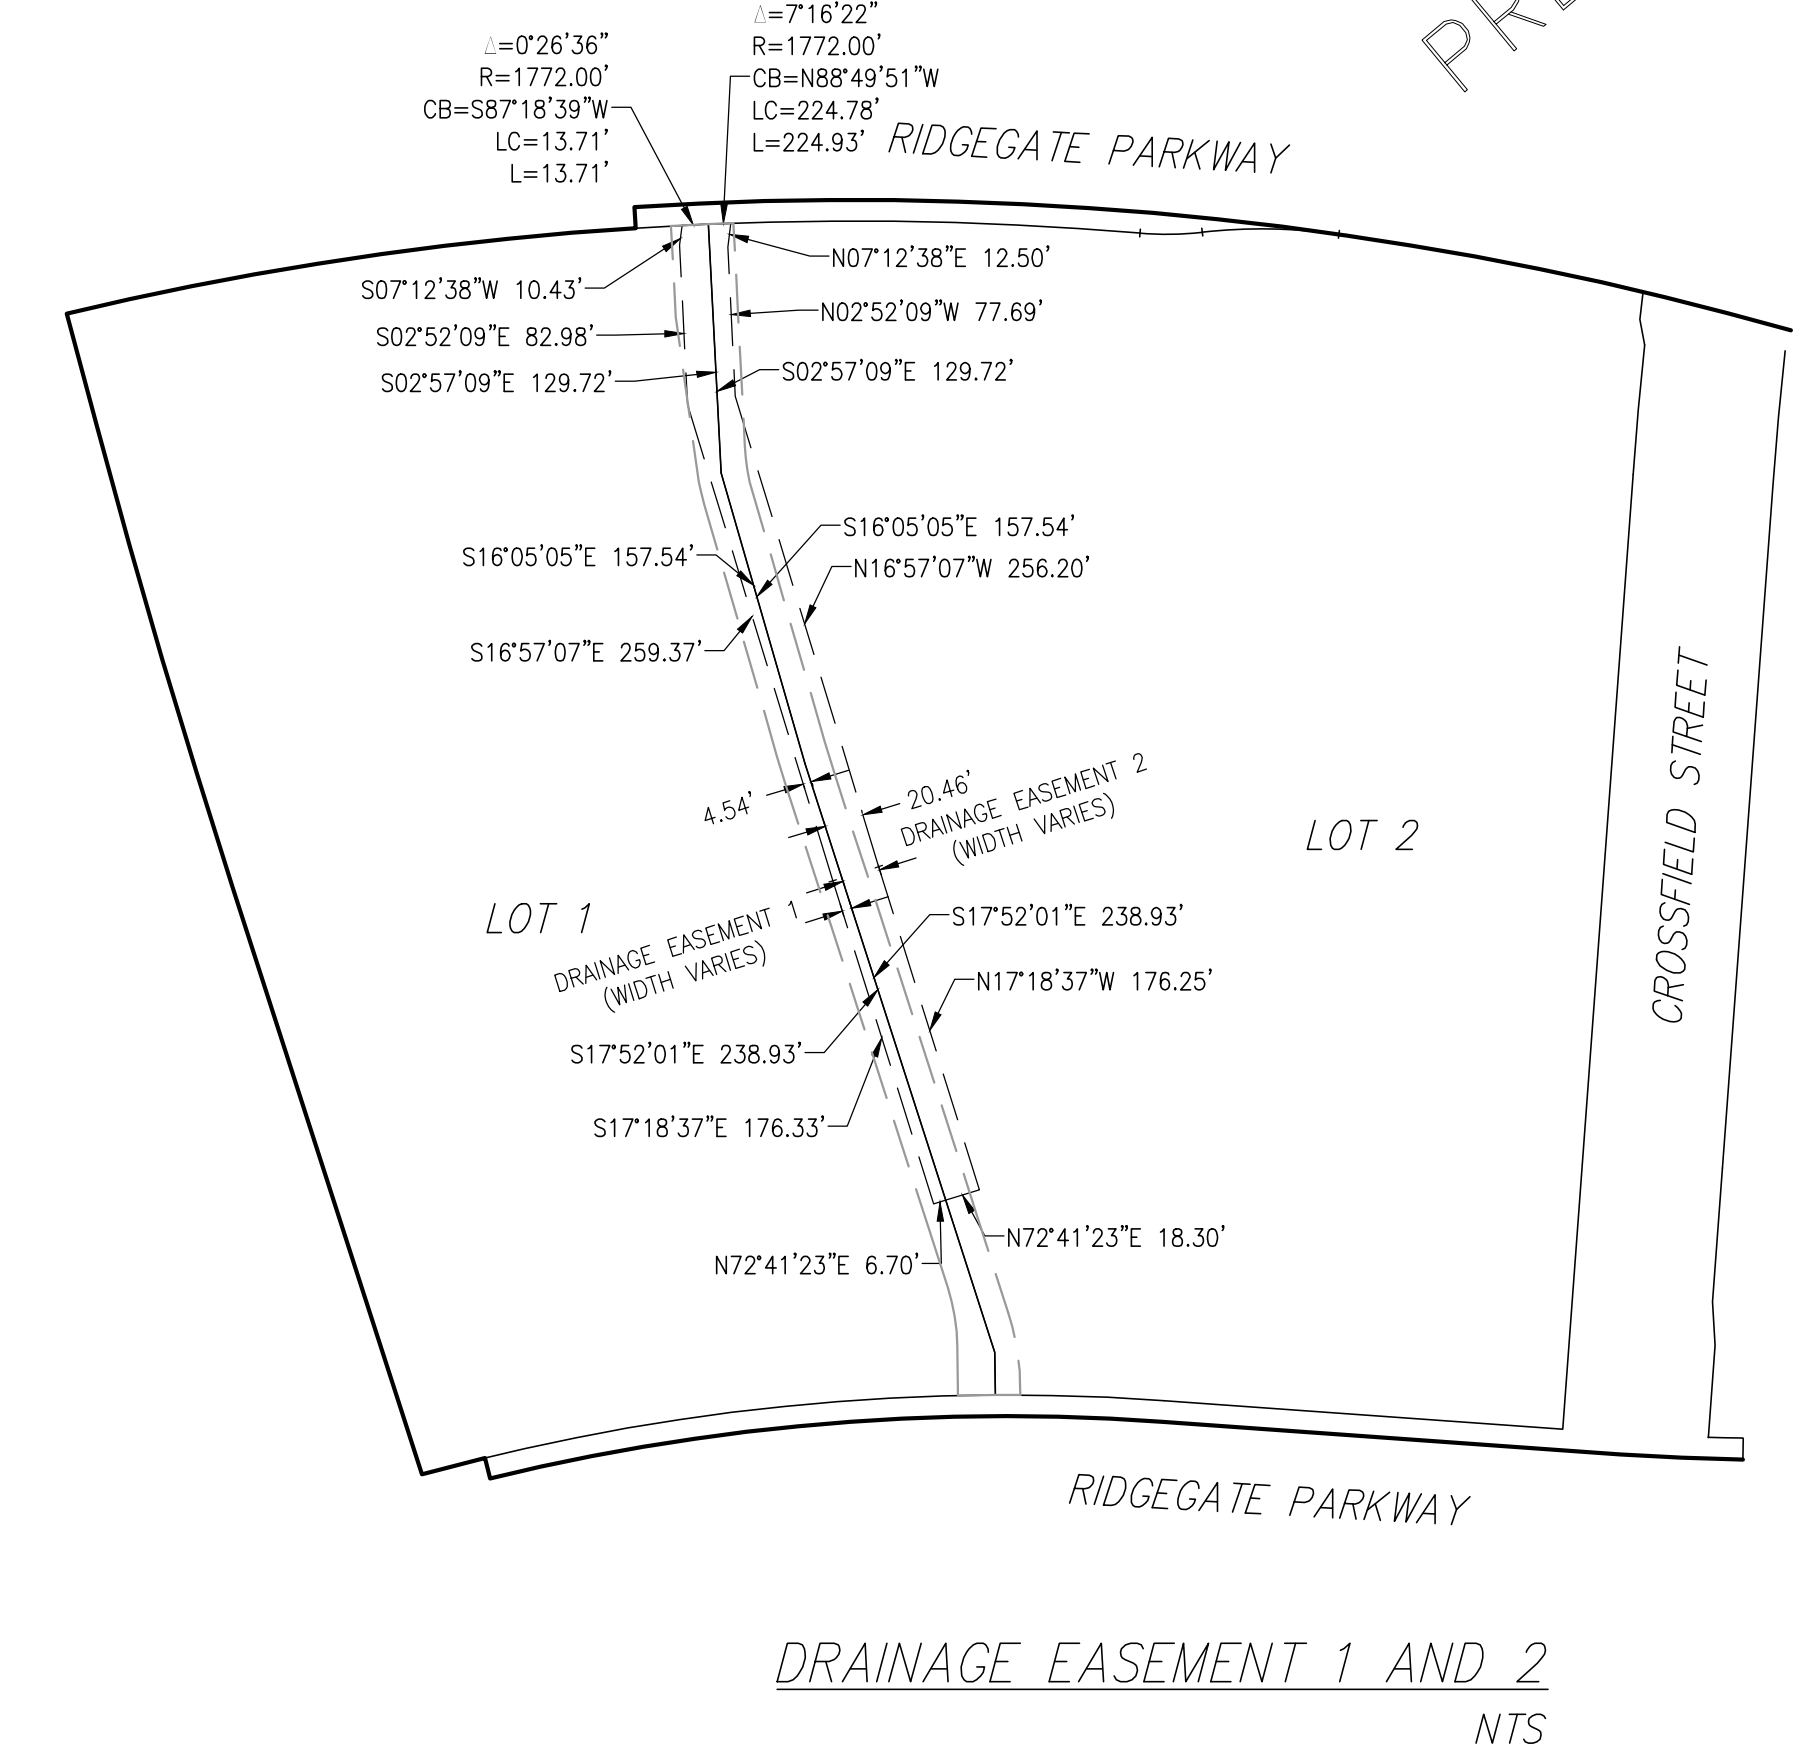 Δ=7°16'22"
R=1772.00'
CB=N88°49'51"W
LC=224.78'
L=224.93'
Δ=0°26'36"
R=1772.00'
CB=S87°18'39"W
LC=13.71'
L=13.71'
RIDGEGATE PARKWAY
N07°12'38"E 12.50'
S07°12'38"W 10.43'
N02°52'09"W 77.69'
S02°52'09"E 82.98'
S02°57'09"E 129.72'
S02°57'09"E 129.72'
S16°05'05"E 157.54'
S16°05'05"E 157.54'
N16°57'07"W 256.20'
S16°57'07"E 259.37'
4.54'
20.46'
DRAINAGE EASEMENT 2
(WIDTH VARIES)
LOT 2
CROSSFIELD STREET
LOT 1
DRAINAGE EASEMENT 1
(WIDTH VARIES)
S17°52'01"E 238.93'
N17°18'37"W 176.25'
S17°52'01"E 238.93'
S17°18'37"E 176.33'
N72°41'23"E 18.30'
N72°41'23"E 6.70'
RIDGEGATE PARKWAY
DRAINAGE EASEMENT 1 AND 2
NTS